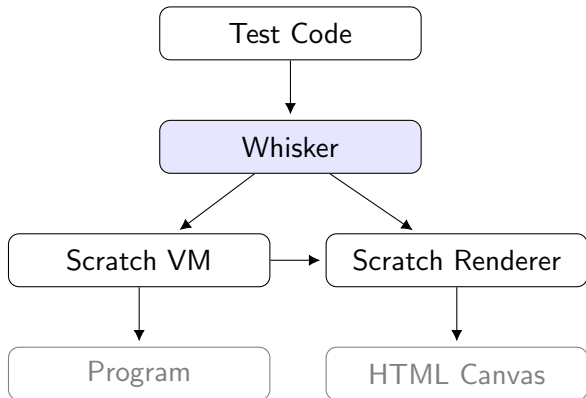 Test Code
Whisker
Scratch VM
Scratch Renderer
Program
HTML Canvas